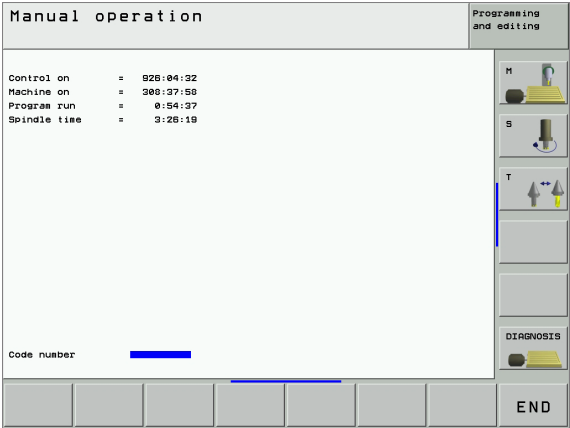 Manual operation
Programming
and editing
Control on = 926:04:32
Machine on = 308:37:58
Program run = 0:54:37
Spindle time = 3:26:19
Code number
M
S
T
DIAGNOSIS
END